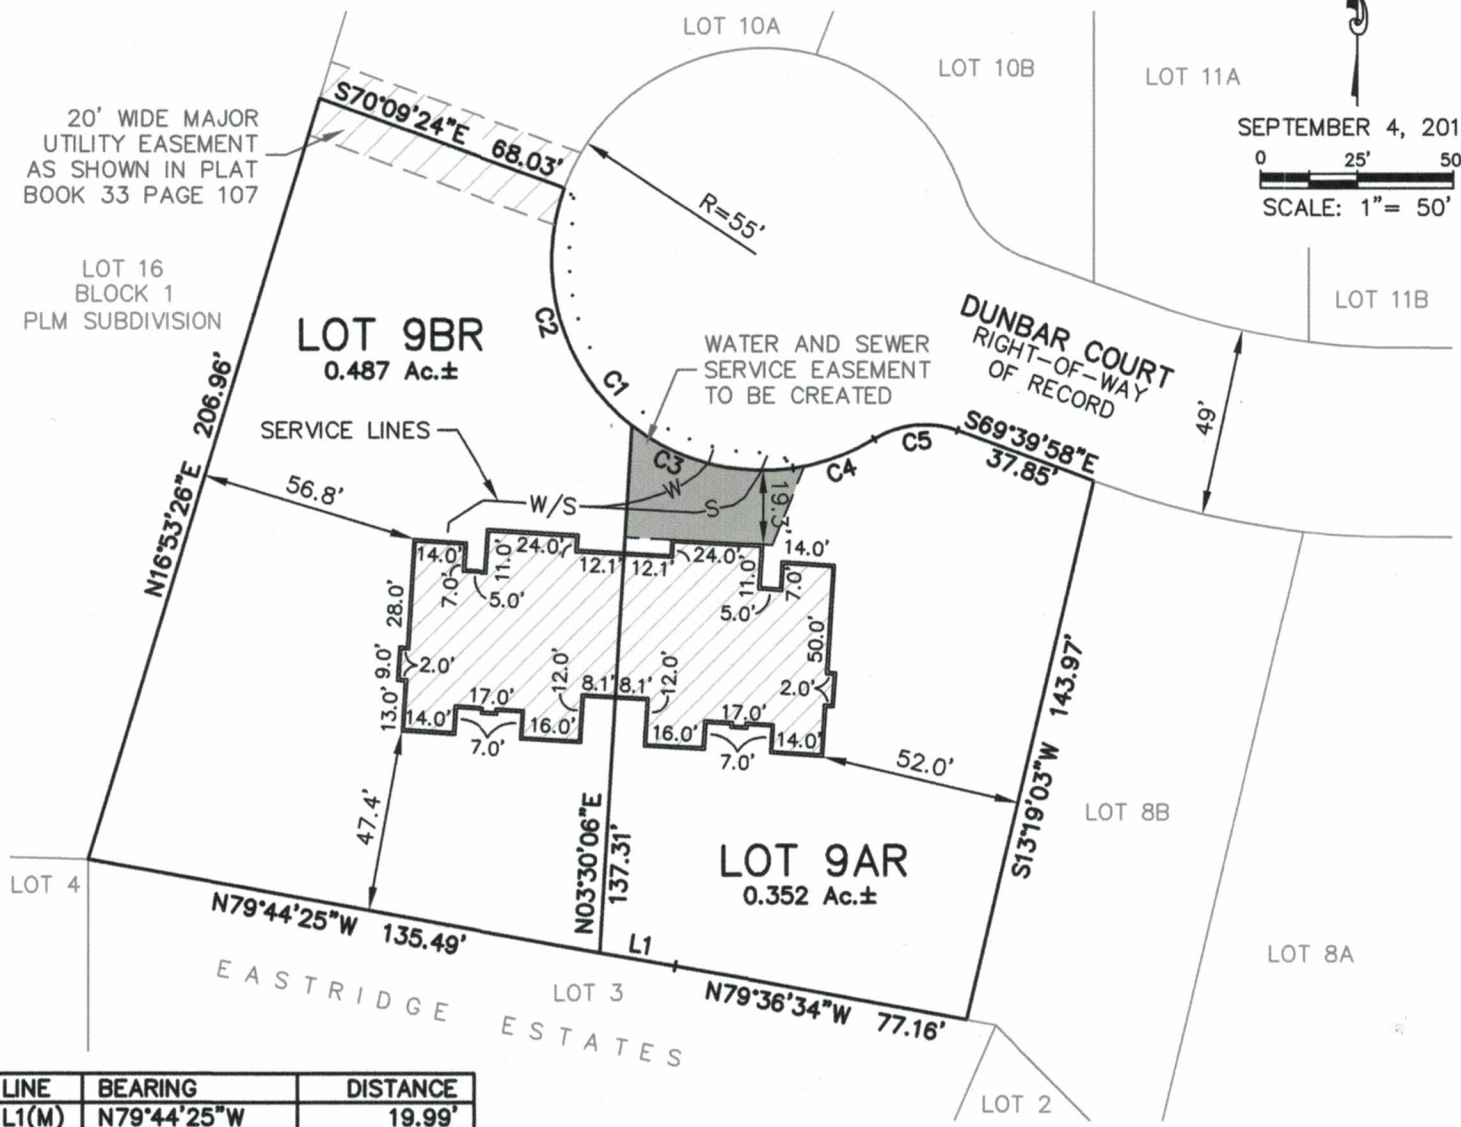 LOT 10A
LOT 10B
LOT 11A
SEPTEMBER 4, 201
0 25' 50
SCALE: 1"= 50'
20' WIDE MAJOR
UTILITY EASEMENT
AS SHOWN IN PLAT
BOOK 33 PAGE 107
S70°09'24"E 68.03'
R=55'
LOT 16
BLOCK 1
PLM SUBDIVISION
LOT 11B
LOT 9BR
0.487 Ac.±
C2
C1
WATER AND SEWER
SERVICE EASEMENT
TO BE CREATED
DUNBAR COURT
RIGHT-OF-WAY
OF RECORD
49'
N16°53'26"E 206.96'
SERVICE LINES
C3
C4
C5
S69°39'58"E
37.85'
56.8'
W/S
W
S
19.3'
14.0'
7.0'
11.0'
5.0'
24.0'
12.1'
12.1'
24.0'
11.0'
5.0'
7.0'
14.0'
28.0'
9.0'
2.0'
13.0'
50.0'
2.0'
14.0'
17.0'
7.0'
16.0'
12.0'
8.1'
8.1'
12.0'
16.0'
17.0'
7.0'
14.0'
47.4'
52.0'
N03°30'06"E
137.31'
S13°19'03"W 143.97'
LOT 8B
LOT 9AR
0.352 Ac.±
LOT 4
N79°44'25"W 135.49'
L1
LOT 8A
EASTRIDGE ESTATES
LOT 3
N79°36'34"W 77.16'
LOT 2
LINE BEARING DISTANCE
L1(M) N79°44'25"W 19.99'